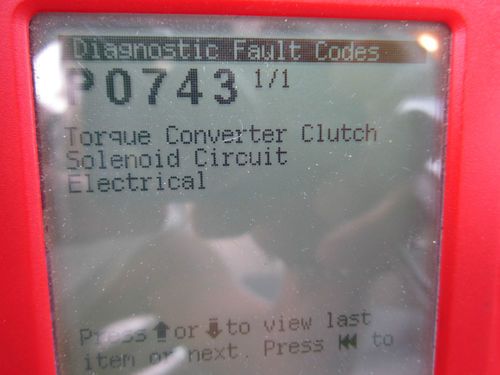 Diagnostic Fault Codes
P0743 1/1
Torque Converter Clutch
Solenoid Circuit
Electrical
Press or to view last
item or next. Press to